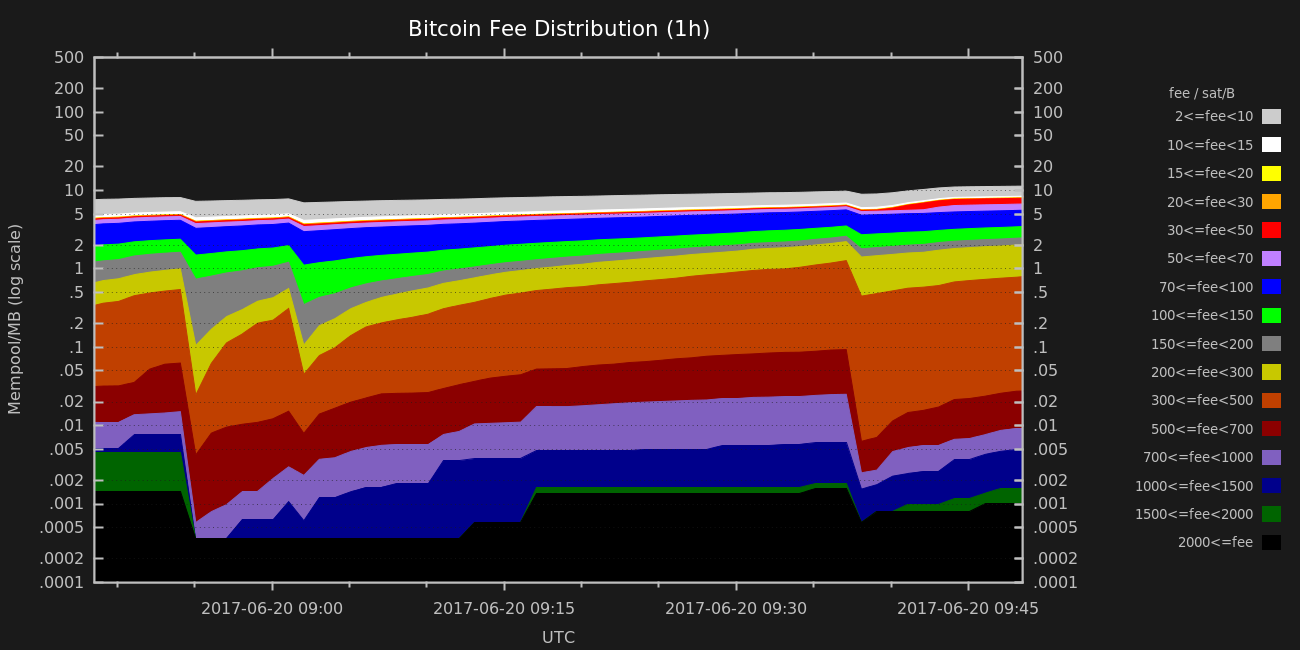 Bitcoin Fee Distribution (1h)
Mempool/MB (log scale)
500
200
100
50
20
10
5
2
1
.5
.2
.1
.05
.02
.01
.005
.002
.001
.0005
.0002
.0001
500
200
100
50
20
10
5
2
1
.5
.2
.1
.05
.02
.01
.005
.002
.001
.0005
.0002
.0001
2017-06-20 09:00 2017-06-20 09:15 2017-06-20 09:30 2017-06-20 09:45
UTC
fee / sat/B
2<=fee<10
10<=fee<15
15<=fee<20
20<=fee<30
30<=fee<50
50<=fee<70
70<=fee<100
100<=fee<150
150<=fee<200
200<=fee<300
300<=fee<500
500<=fee<700
700<=fee<1000
1000<=fee<1500
1500<=fee<2000
2000<=fee